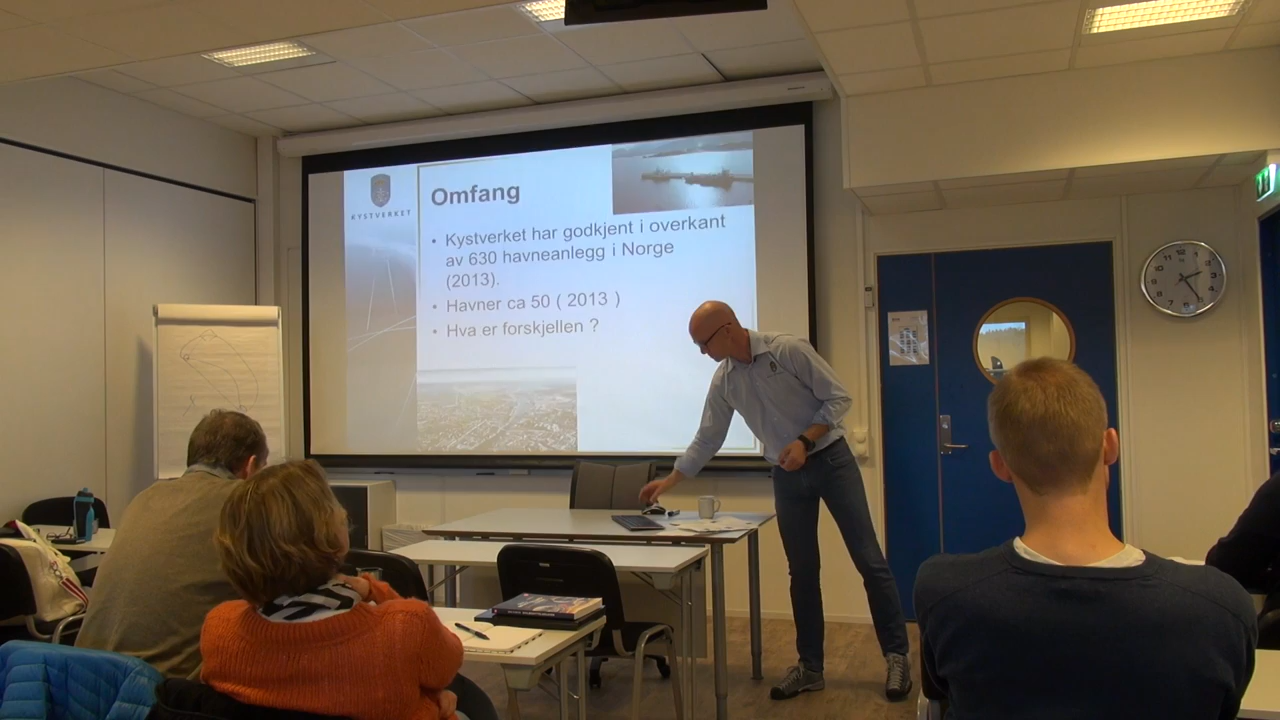 KYSTVERKET
Omfang
• Kystverket har godkjent i overkant
av 630 havneanlegg i Norge
(2013).
• Havner ca 50 ( 2013 )
• Hva er forskjellen ?